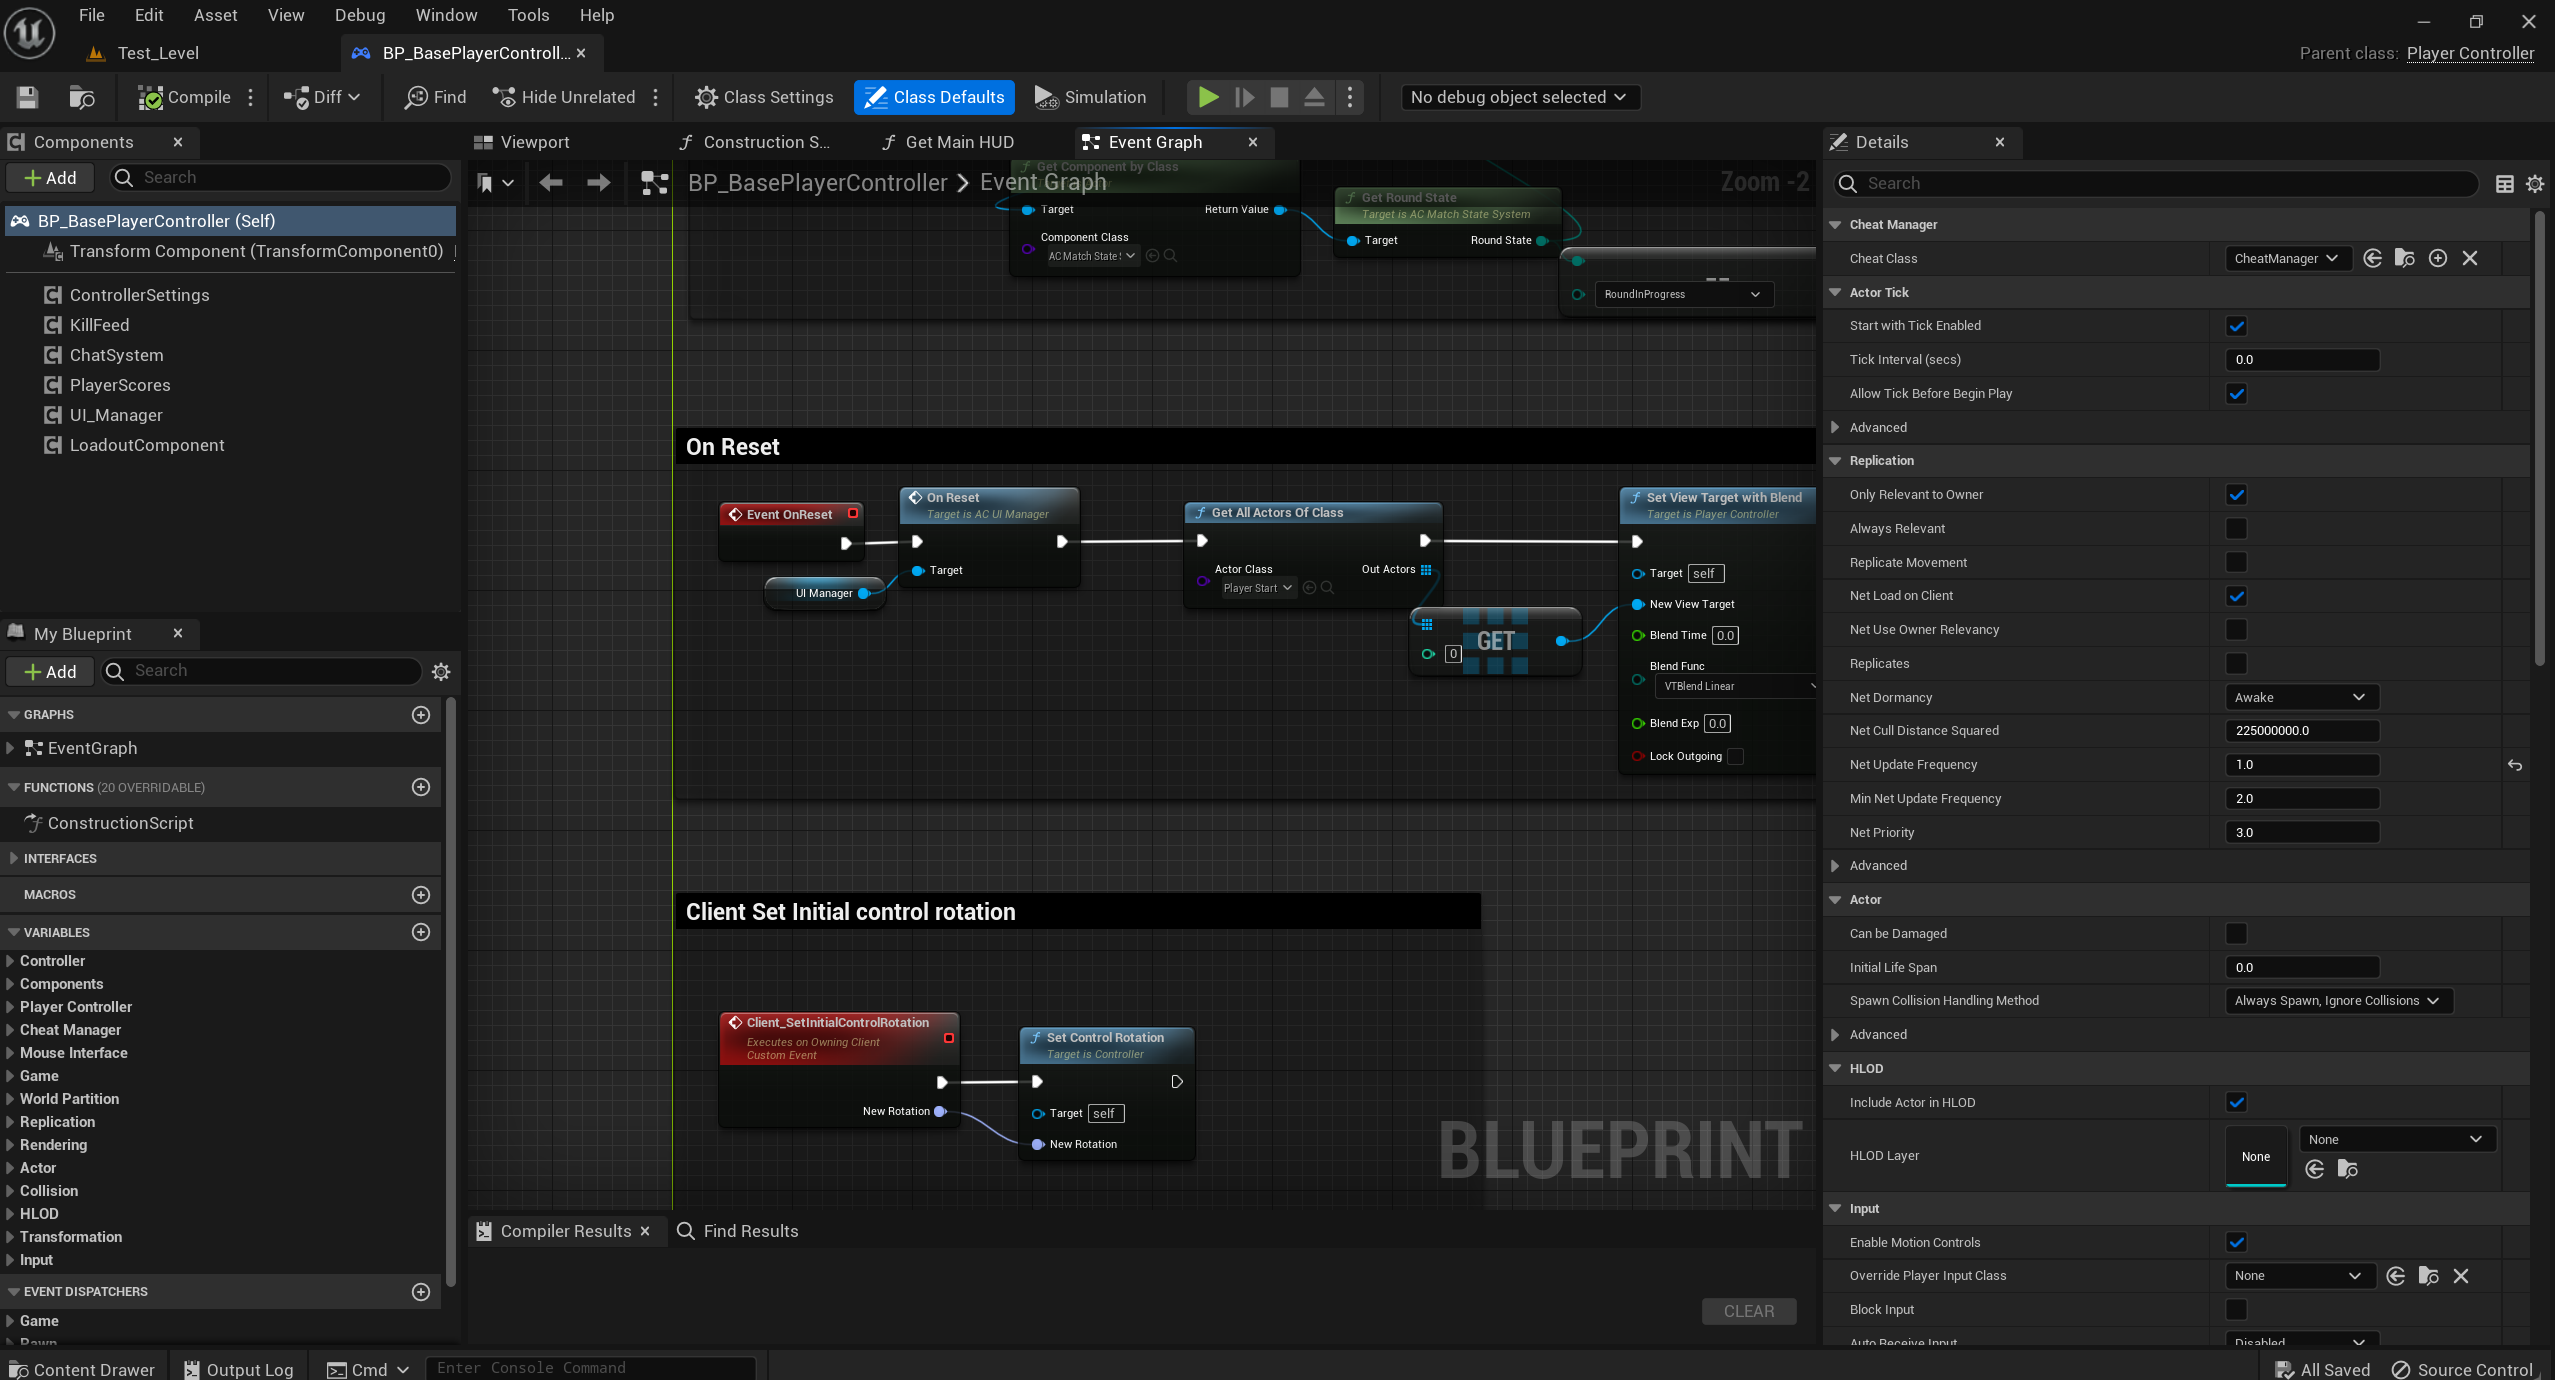 File Edit Asset View Debug Window Tools Help
Test_Level
BP_BasePlayerControll...
Parent class: Player Controller
Compile
Diff
Find
Hide Unrelated
Class Settings
Class Defaults
Simulation
No debug object selected
Components
Add
Search
BP_BasePlayerController (Self)
Transform Component (TransformComponent0)
ControllerSettings
KillFeed
ChatSystem
PlayerScores
UI_Manager
LoadoutComponent
My Blueprint
Add
Search
GRAPHS
EventGraph
FUNCTIONS (20 OVERRIDABLE)
ConstructionScript
INTERFACES
MACROS
VARIABLES
Controller
Components
Player Controller
Cheat Manager
Mouse Interface
Game
World Partition
Replication
Rendering
Actor
Collision
HLOD
Transformation
Input
EVENT DISPATCHERS
Game
Pawn
Viewport
Construction S...
Get Main HUD
Event Graph
BP_BasePlayerController > Event Graph
Zoom -2
Get Component by Class
Target
Return Value
Component Class
AC Match State
Get Round State
Target is AC Match State System
Target
Round State
==
RoundInProgress
On Reset
Event OnReset
UI Manager
On Reset
Target is AC UI Manager
Target
Get All Actors Of Class
Actor Class
Player Start
Out Actors
GET
0
Set View Target with Blend
Target is Player Controller
Target self
New View Target
Blend Time 0.0
Blend Func
VTBlend Linear
Blend Exp 0.0
Lock Outgoing
Client Set Initial control rotation
Client_SetInitialControlRotation
Executes on Owning Client
Custom Event
New Rotation
Set Control Rotation
Target is Controller
Target self
New Rotation
BLUEPRINT
Compiler Results
Find Results
CLEAR
Details
Search
Cheat Manager
Cheat Class CheatManager
Actor Tick
Start with Tick Enabled
Tick Interval (secs) 0.0
Allow Tick Before Begin Play
Advanced
Replication
Only Relevant to Owner
Always Relevant
Replicate Movement
Net Load on Client
Net Use Owner Relevancy
Replicates
Net Dormancy Awake
Net Cull Distance Squared 225000000.0
Net Update Frequency 1.0
Min Net Update Frequency 2.0
Net Priority 3.0
Advanced
Actor
Can be Damaged
Initial Life Span 0.0
Spawn Collision Handling Method Always Spawn, Ignore Collisions
Advanced
HLOD
Include Actor in HLOD
HLOD Layer None None
Input
Enable Motion Controls
Override Player Input Class None
Block Input
Auto Receive Input Disabled
Content Drawer
Output Log
Cmd
Enter Console Command
All Saved
Source Control